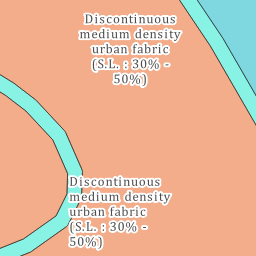 Discontinuous
medium density
urban fabric
(S.L. : 30% -
50%)
Discontinuous
medium density
urban fabric
(S.L. : 30% -
50%)